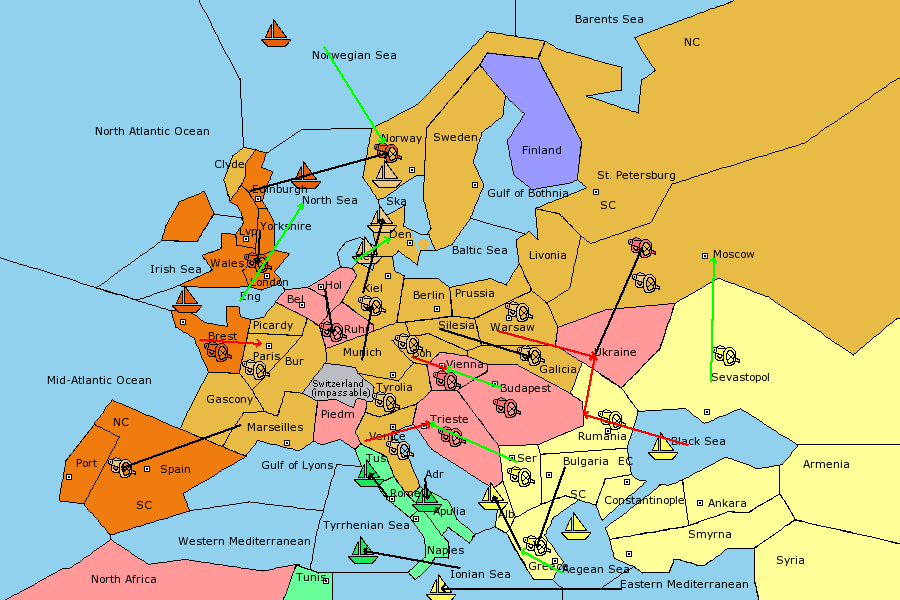 Barents Sea
NC
Norwegian Sea
North Atlantic Ocean
Norway
Sweden
Finland
Clyde
St. Petersburg
Edinburgh
Gulf of Bothnia
North Sea
Ska
SC
Yorkshire
Lvp
Den
Baltic Sea
Livonia
Moscow
Irish Sea
Wales
London
Hel
Kiel
Hol
Eng
Bel
Berlin
Prussia
Picardy
Ruhr
Silesia
Warsaw
Brest
Paris
Bur
Munich
Boh
Ukraine
Mid-Atlantic Ocean
Vienna
Galicia
Switzerland
(impassable)
Tyrolia
Budapest
Sevastopol
Gascony
Piedm
NC
Marseilles
Trieste
Venice
Rumania
Black Sea
Port
Spain
Gulf of Lyons
Tus
Ser
Bulgaria
EC
Armenia
Adr
SC
Rome
SC
Constantinople
Ankara
Alb
Apulia
Tyrrhenian Sea
Smyrna
Western Mediterranean
Naples
Syria
Greece
Aegean Sea
North Africa
Tunis
Ionian Sea
Eastern Mediterranean